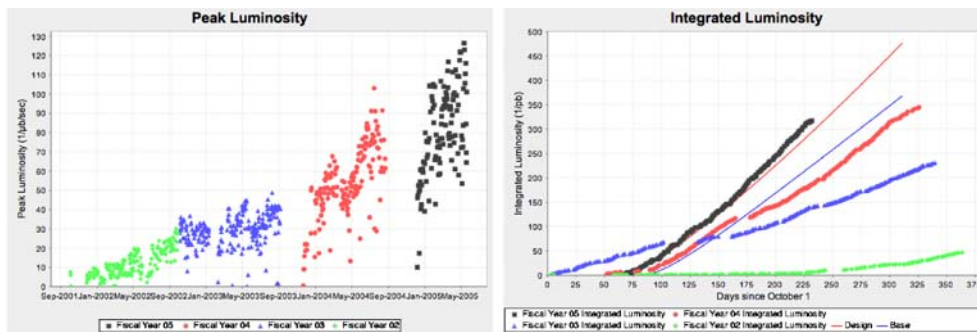 Peak Luminosity
Peak Luminosity (1/μb/sec)
130
120
110
100
90
80
70
60
50
40
30
20
10
0
Sep-2001 Jan-2002 May-2002 Sep-2002 Jan-2003 May-2003 Sep-2003 Jan-2004 May-2004 Sep-2004 Jan-2005 May-2005
Fiscal Year 05 Fiscal Year 04 Fiscal Year 03 Fiscal Year 02
Integrated Luminosity
Integrated Luminosity (1/pb)
500
450
400
350
300
250
200
150
100
50
0
0 25 50 75 100 125 150 175 200 225 250 275 300 325 350 37
Days since October 1
Fiscal Year 05 Integrated Luminosity Fiscal Year 04 Integrated Luminosity Design Base
Fiscal Year 03 Integrated Luminosity Fiscal Year 02 Integrated Luminosity